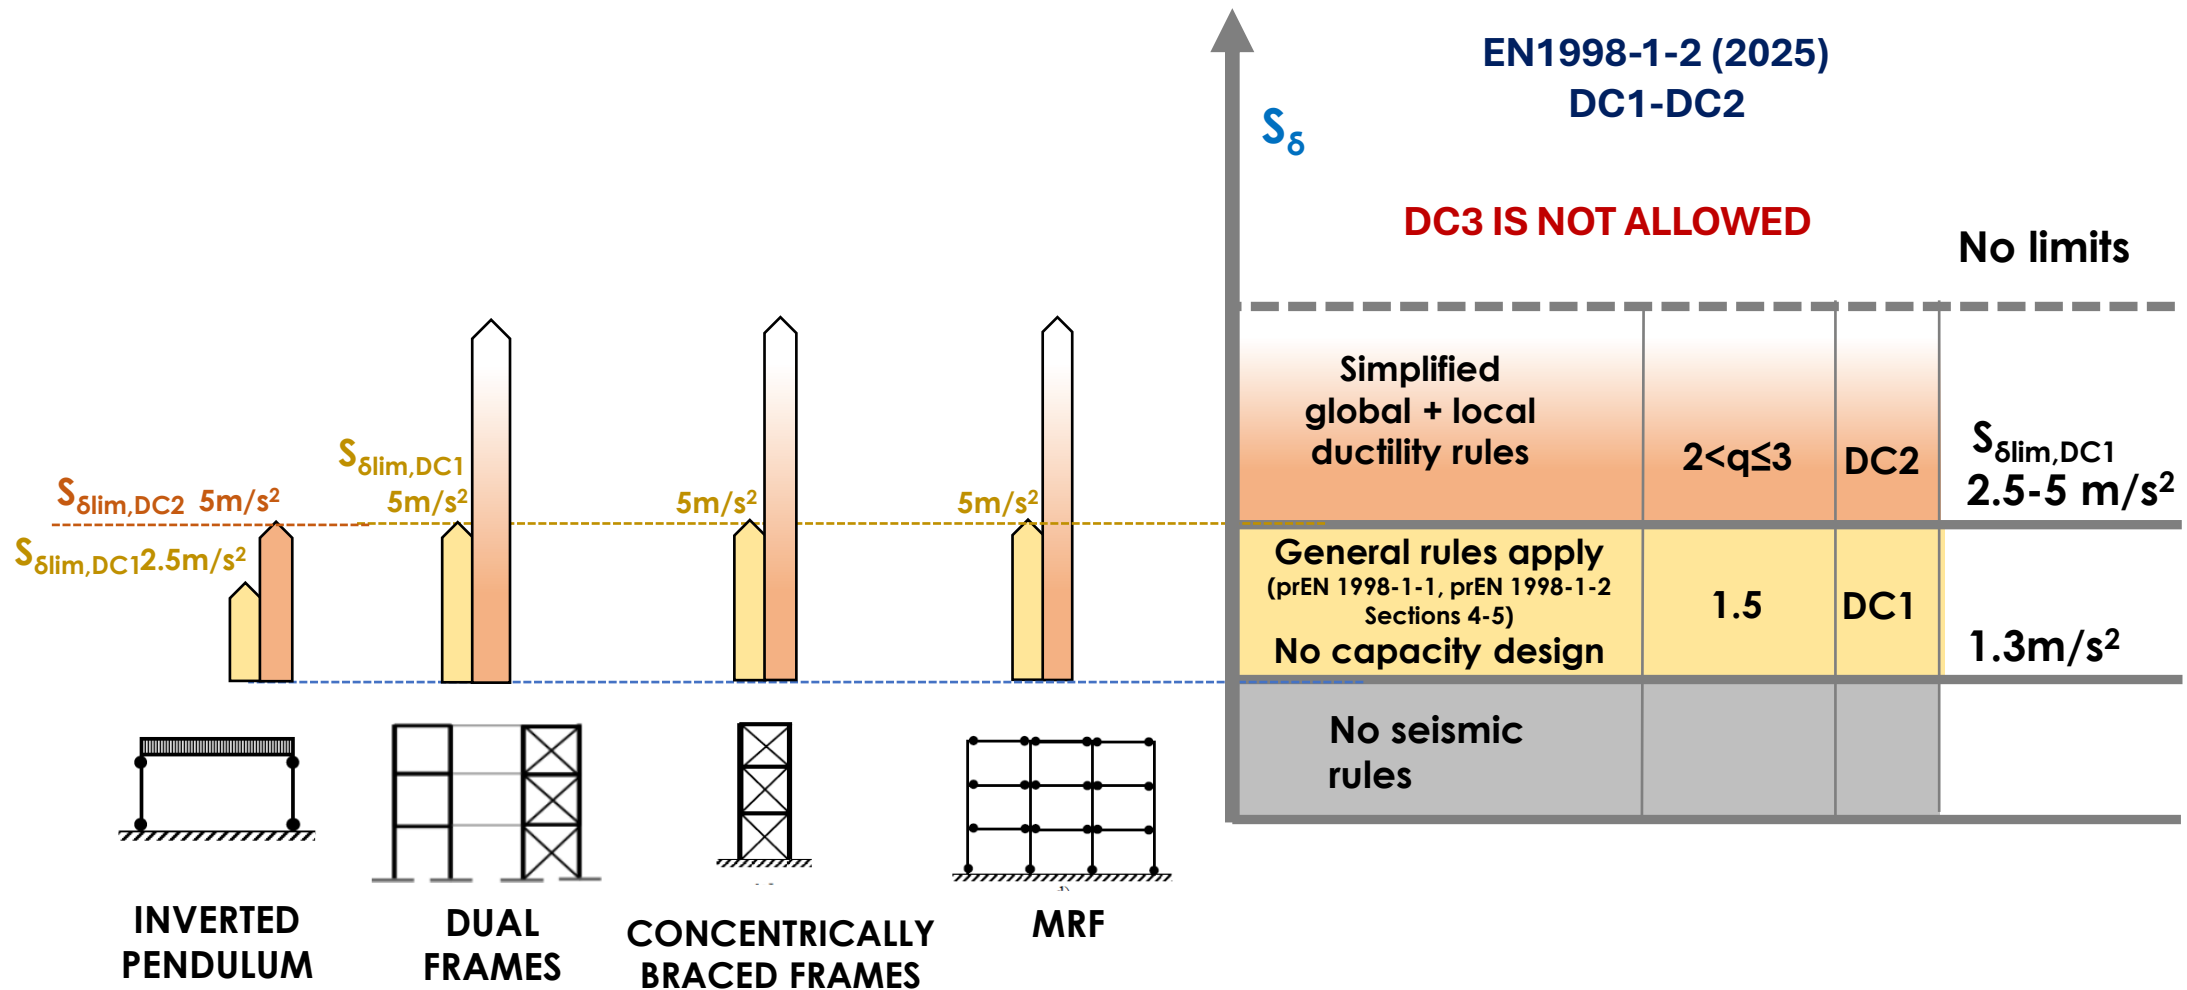 EN1998-1-2 (2025)
DC1-DC2
Sδ
DC3 IS NOT ALLOWED
No limits
Simplified
global + local
ductility rules
2<q≤3
DC2
Sδlim,DC1
2.5-5 m/s²
General rules apply
(prEN 1998-1-1, prEN 1998-1-2
Sections 4-5)
No capacity design
1.5
DC1
1.3m/s²
No seismic
rules
Sδlim,DC2 5m/s²
Sδlim,DC1 2.5m/s²
Sδlim,DC1
5m/s²
5m/s²
5m/s²
INVERTED
PENDULUM
DUAL
FRAMES
CONCENTRICALLY
BRACED FRAMES
MRF